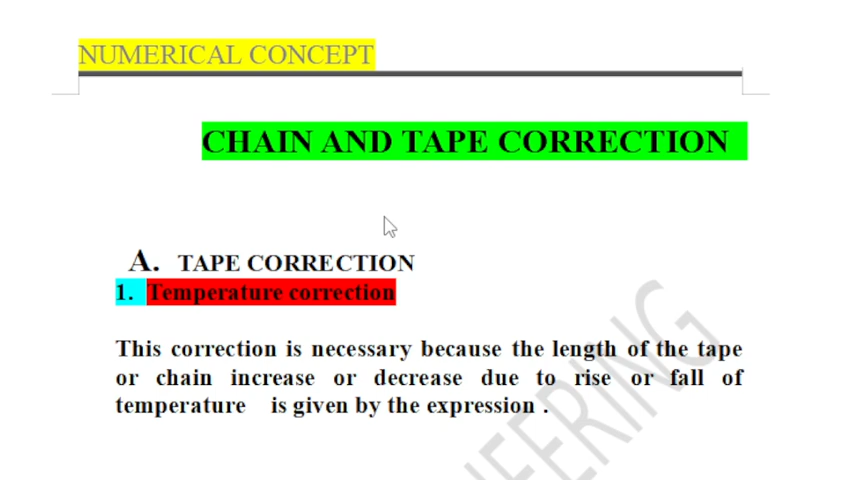 NUMERICAL CONCEPT
CHAIN AND TAPE CORRECTION
A. TAPE CORRECTION
1. Temperature correction
This correction is necessary because the length of the tape
or chain increase or decrease due to rise or fall of
temperature is given by the expression .